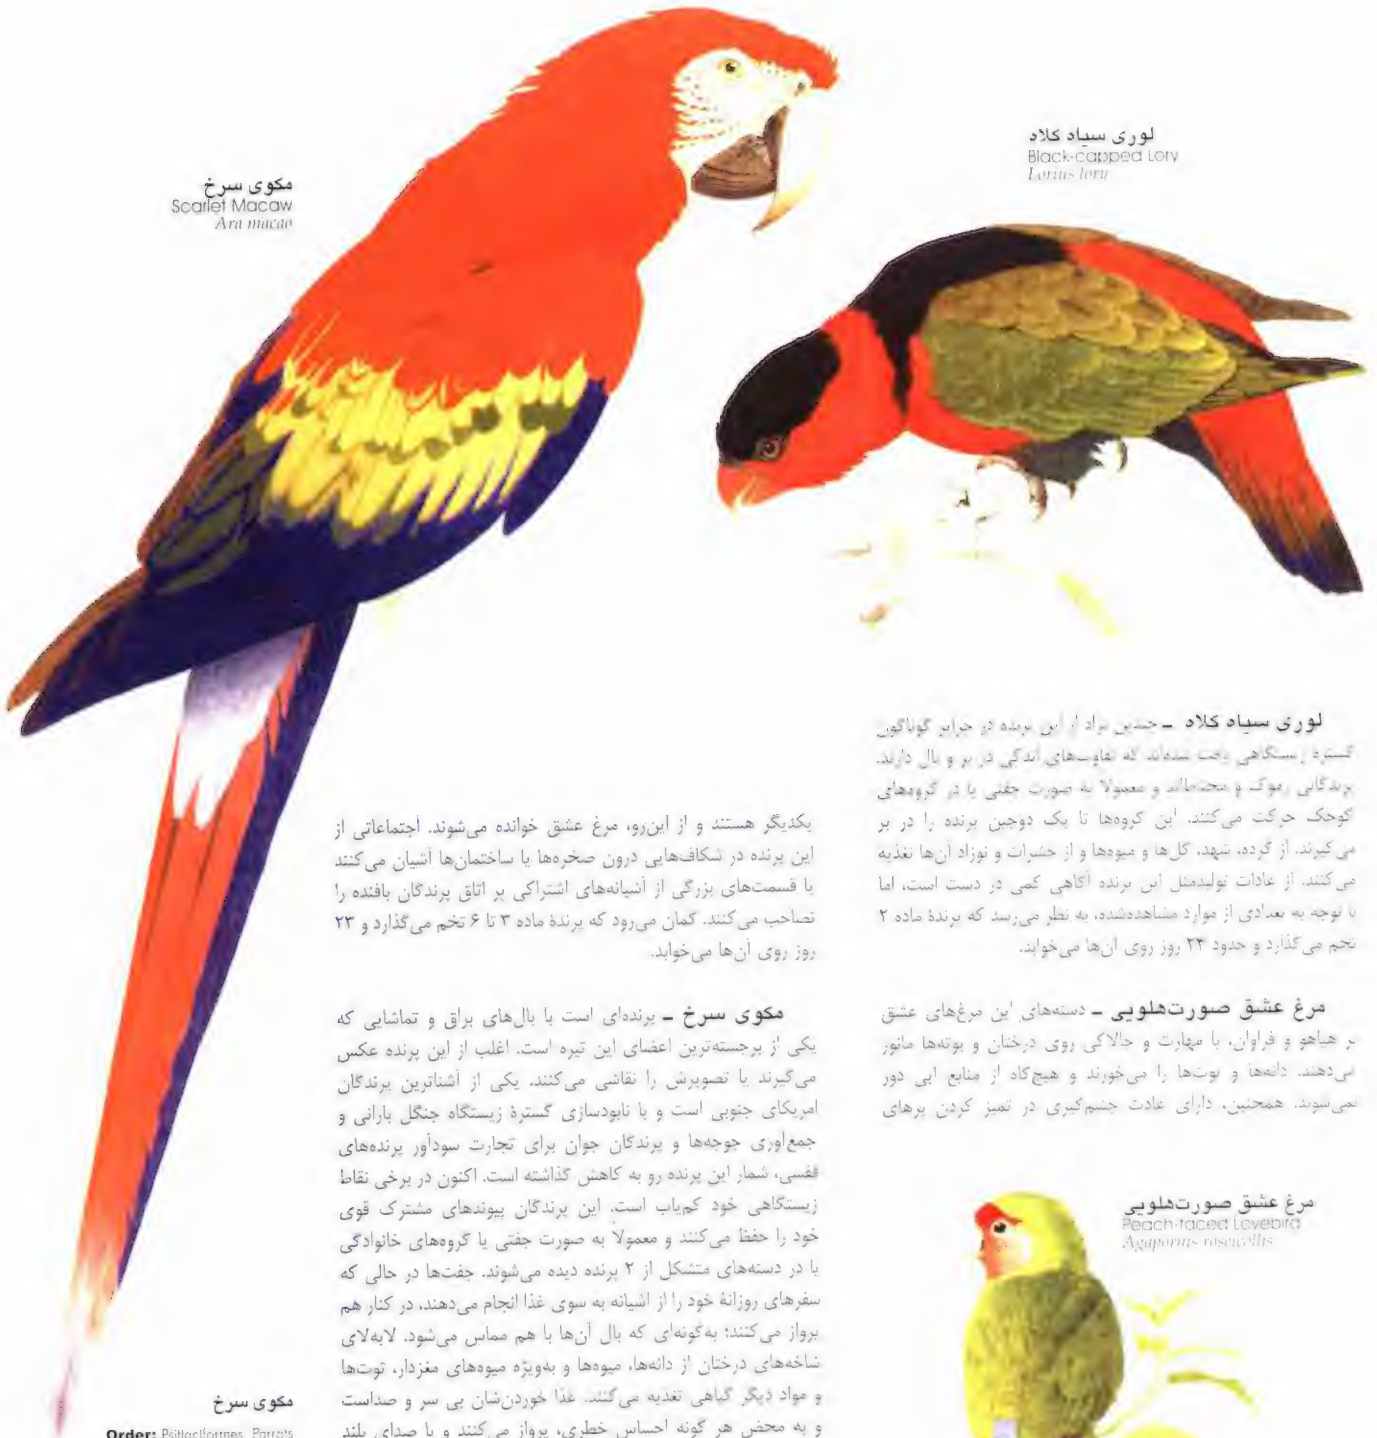 مکوی سرخ
Scarlet Macaw
Ara macao
لوری سیاه کلاه
Black-capped Lory
Lorius lory
لوری سیاه کلاه – چندین نژاد از این پرنده در جزایر گوناگون
گستره زیستگاهی یافت شده‌اند که تفاوت‌های اندکی در پر و بال دارند.
پرندگانی رموک و محتاط‌اند و معمولاً به صورت جفتی یا در گروه‌های
کوچک حرکت می‌کنند. این گروه‌ها تا یک دوجین پرنده را در بر
می‌گیرند. از گرده، شهد، گل‌ها و میوه‌ها و از حشرات و نوزاد آن‌ها تغذیه
می‌کنند. از عادات تولیدمثل این پرنده آگاهی کمی در دست است، اما
با توجه به تعدادی از موارد مشاهده‌شده، به نظر می‌رسد که پرندهٔ ماده ۲
تخم می‌گذارد و حدود ۲۴ روز روی آن‌ها می‌خوابد.
مرغ عشق صورت‌هلویی – دسته‌های این مرغ‌های عشق
پر هیاهو و فراوان، با مهارت و چالاکی روی درختان و بوته‌ها مانور
می‌دهند. دانه‌ها و توت‌ها را می‌خورند و هیچ‌گاه از منابع آبی دور
نمی‌شوند. همچنین، دارای عادت چشم‌گیری در تمیز کردن پرهای
یکدیگر هستند و از این‌رو، مرغ عشق خوانده می‌شوند. اجتماعاتی از
این پرنده در شکاف‌هایی درون صخره‌ها یا ساختمان‌ها آشیان می‌کنند
یا قسمت‌های بزرگی از آشیانه‌های اشتراکی پر اتاق پرندگان بافنده را
تصاحب می‌کنند. گمان می‌رود که پرندهٔ ماده ۳ تا ۶ تخم می‌گذارد و ۲۳
روز روی آن‌ها می‌خوابد.
مکوی سرخ – پرنده‌ای است با بال‌های براق و تماشایی که
یکی از برجسته‌ترین اعضای این تیره است. اغلب از این پرنده عکس
می‌گیرند یا تصویرش را نقاشی می‌کنند. یکی از آشناترین پرندگان
امریکای جنوبی است و با نابودسازی گسترهٔ زیستگاه جنگل بارانی و
جمع‌آوری جوجه‌ها و پرندگان جوان برای تجارت سودآور پرنده‌های
قفسی، شمار این پرنده رو به کاهش گذاشته است. اکنون در برخی نقاط
زیستگاهی خود کم‌یاب است. این پرندگان پیوندهای مشترک قوی
خود را حفظ می‌کنند و معمولاً به صورت جفتی یا گروه‌های خانوادگی
یا در دسته‌های متشکل از ۲ پرنده دیده می‌شوند. جفت‌ها در حالی که
سفرهای روزانهٔ خود را از آشیانه به سوی غذا انجام می‌دهند، در کنار هم
پرواز می‌کنند؛ به‌گونه‌ای که بال آن‌ها با هم مماس می‌شود. لابه‌لای
شاخه‌های درختان از دانه‌ها، میوه‌ها و به‌ویژه میوه‌های مغزدار، توت‌ها
و مواد دیگر گیاهی تغذیه می‌کنند. غذا خوردن‌شان بی سر و صداست
و به محض هر گونه احساس خطری، پرواز می‌کنند و با صدای بلند
مرغ عشق صورت‌هلویی
Peach-faced Lovebird
Agapornis roseicollis
مکوی سرخ
Order: Psittaciformes, Parrots